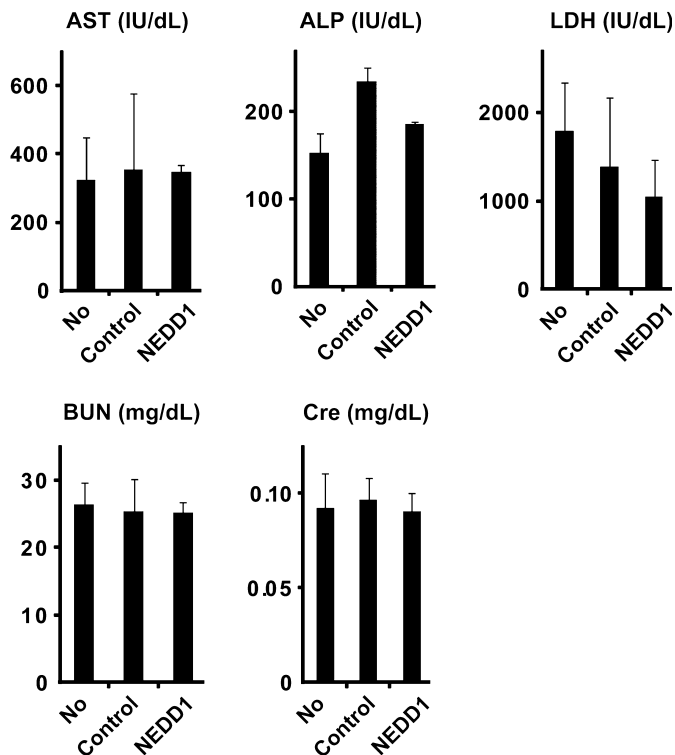 AST (IU/dL)
600
400
200
0
No
Control
NEDD1
ALP (IU/dL)
200
100
0
No
Control
NEDD1
LDH (IU/dL)
2000
1000
0
No
Control
NEDD1
BUN (mg/dL)
30
25
10
0
No
Control
NEDD1
Cre (mg/dL)
0.10
0.05
0
No
Control
NEDD1